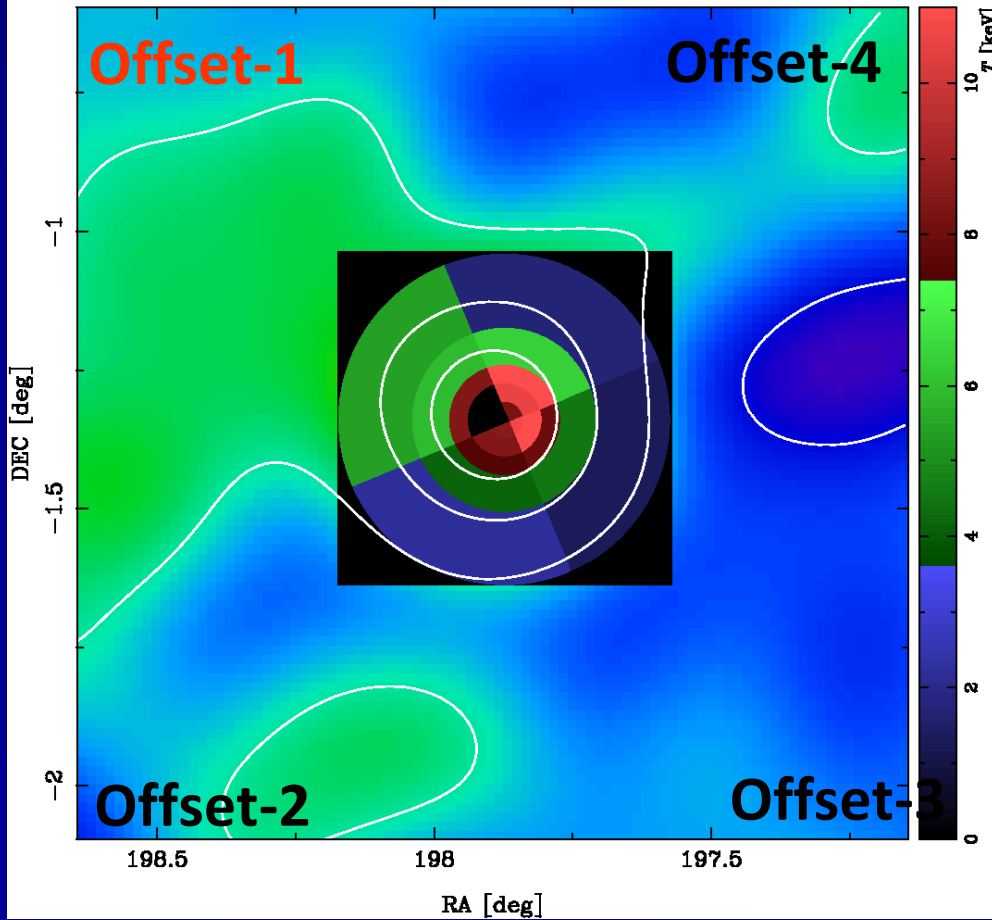 Offset-1
Offset-4
T [keV]
10
8
6
4
2
0
DEC [deg]
−1
−1.5
−2
Offset-2
Offset-3
198.5
198
197.5
RA [deg]